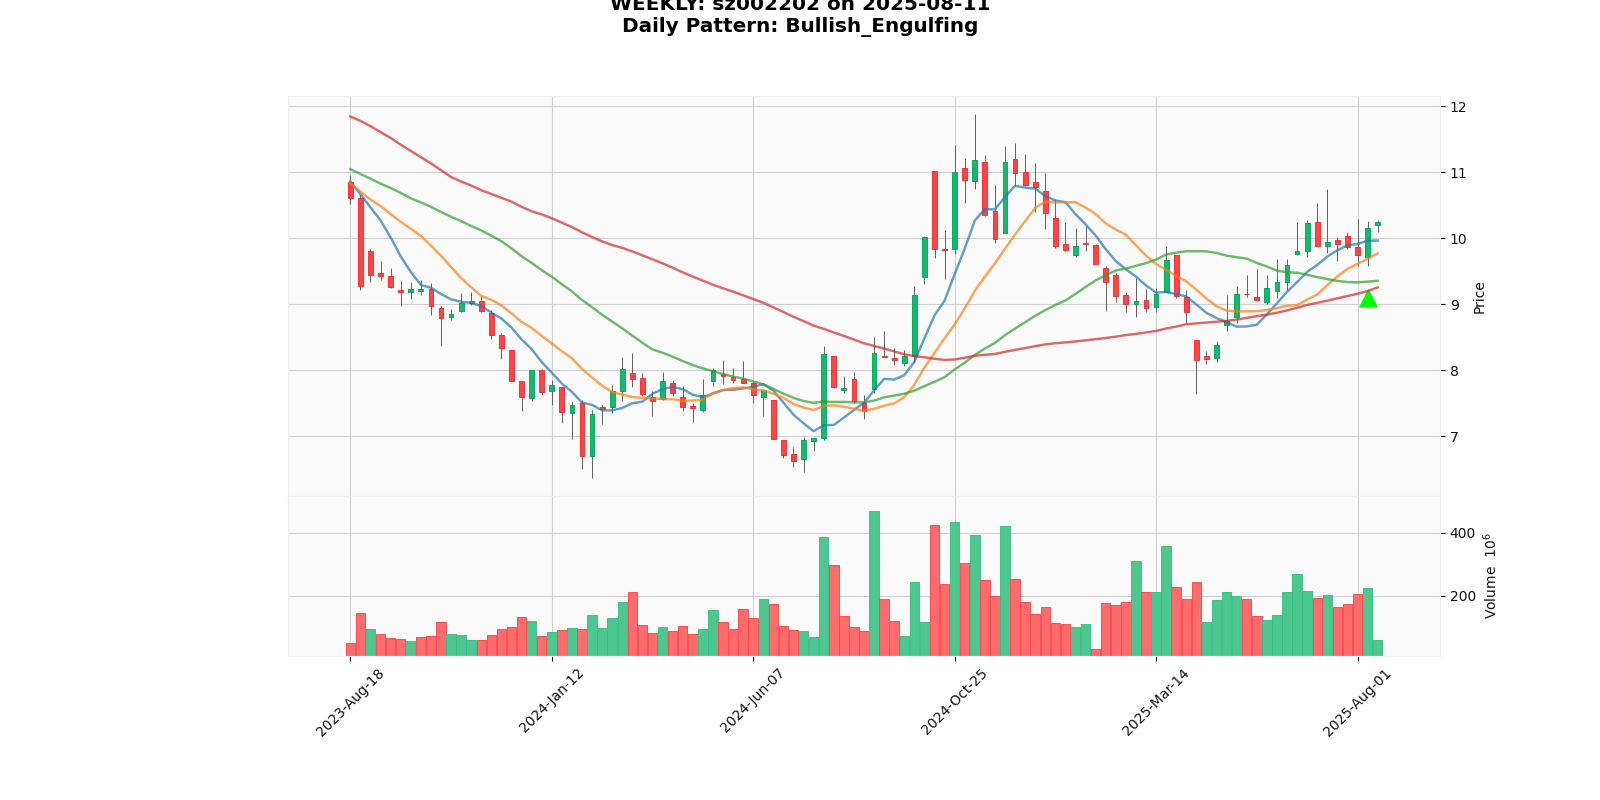 WEEKLY: sz002202 on 2025-08-11
Daily Pattern: Bullish_Engulfing
12
11
10
9
8
7
Price
400
200
Volume 10^6
2023-Aug-18
2024-Jan-12
2024-Jun-07
2024-Oct-25
2025-Mar-14
2025-Aug-01